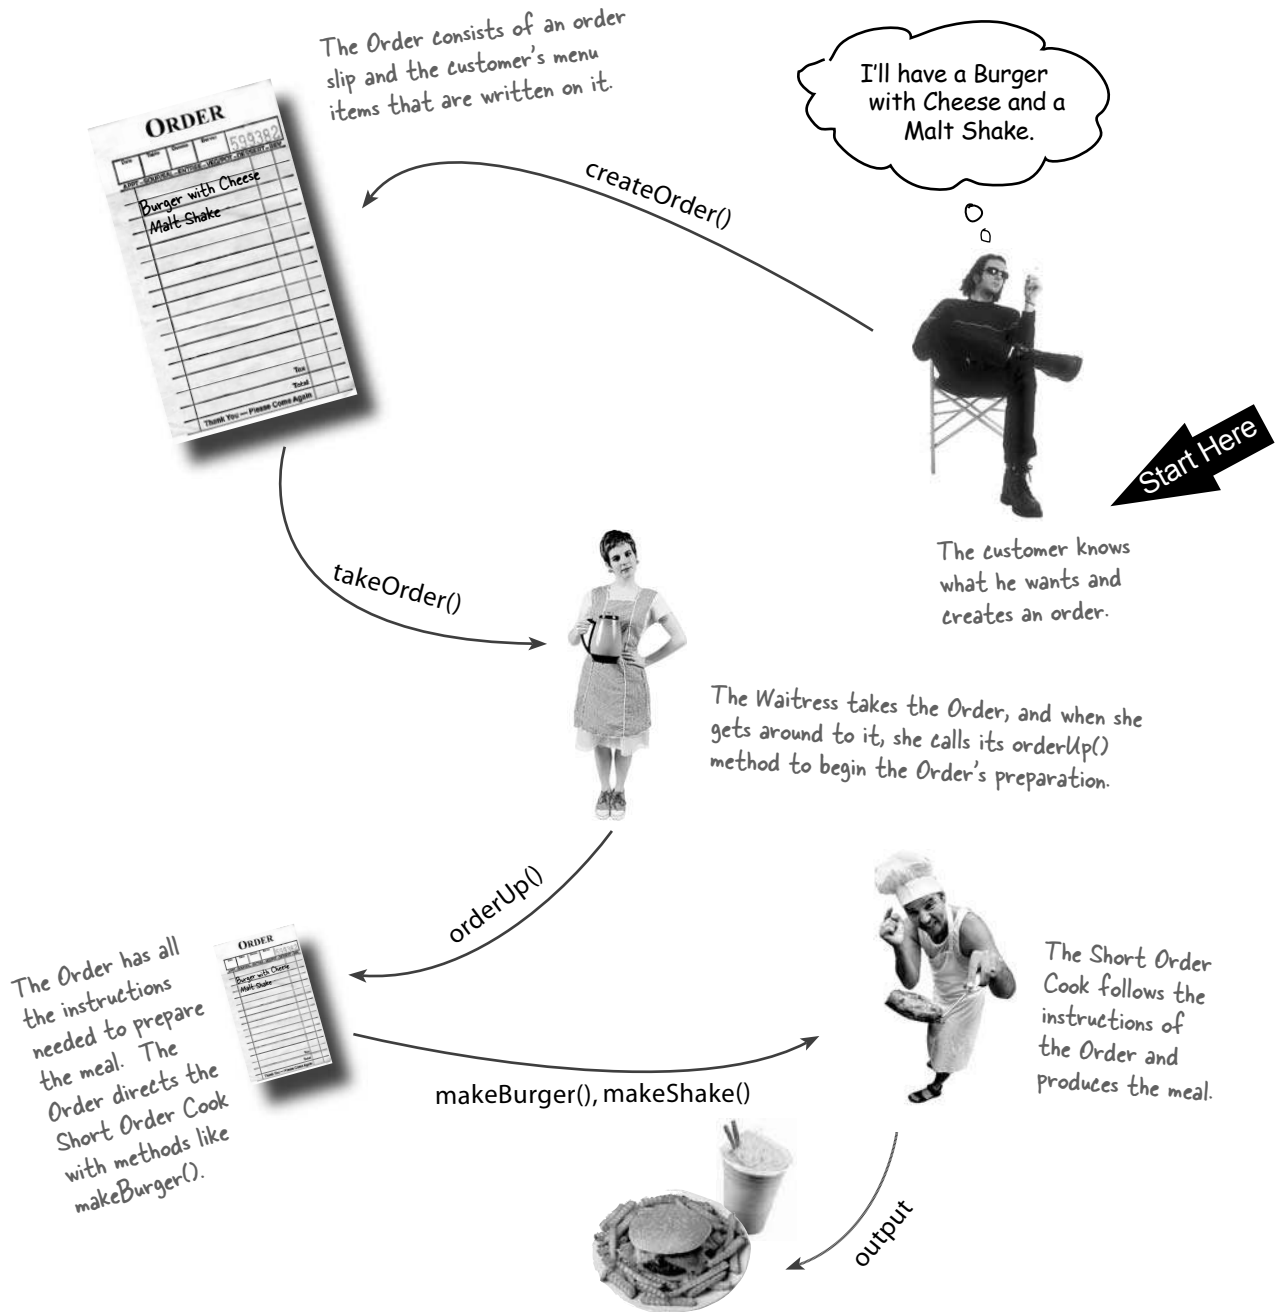 The Order consists of an order
slip and the customer's menu
items that are written on it.
I'll have a Burger
with Cheese and a
Malt Shake.
ORDER
Date
Table
599382
Burger with Cheese
Malt Shake
Tax
Total
Thank You — Please Come Again
createOrder()
Start Here
The customer knows
what he wants and
creates an order.
takeOrder()
The Waitress takes the Order, and when she
gets around to it, she calls its orderUp()
method to begin the Order's preparation.
orderUp()
The Order has all
the instructions
needed to prepare
the meal. The
Order directs the
Short Order Cook
with methods like
makeBurger().
ORDER
Burger with Cheese
Malt Shake
makeBurger(), makeShake()
The Short Order
Cook follows the
instructions of
the Order and
produces the meal.
output